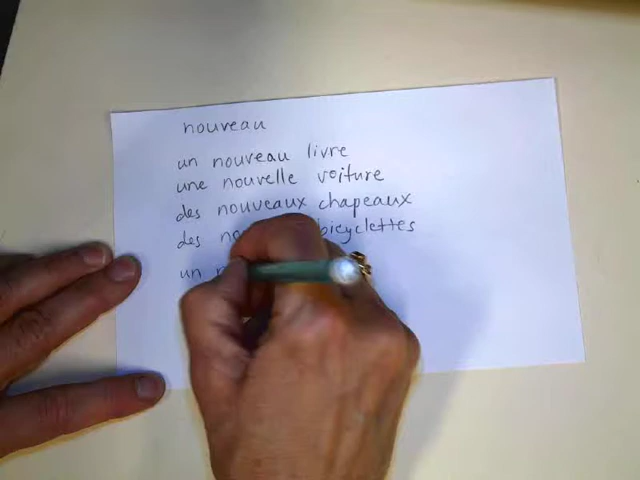 nouveau
un nouveau livre
une nouvelle voiture
des nouveaux chapeaux
des bicyclettes
un